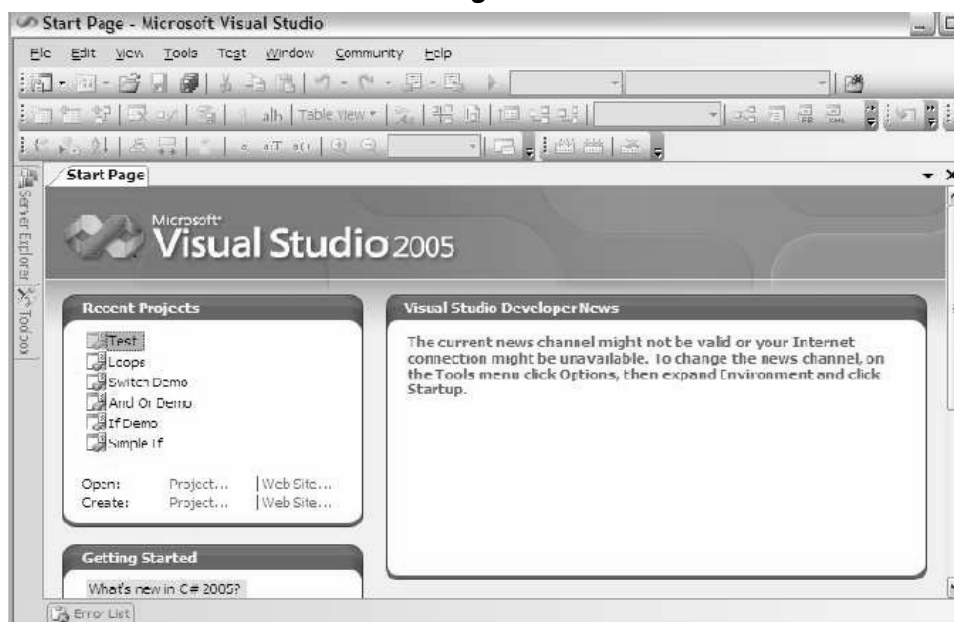 Start Page - Microsoft Visual Studio
File Edit View Tools Test Window Community Help
Table View
Start Page
Server Explorer
Toolbox
Microsoft
Visual Studio 2005
Recent Projects
Test
Loops
Switch Demo
And Or Demo
If Demo
Simple If
Open: Project... Web Site...
Create: Project... Web Site...
Getting Started
What's new in C# 2005?
Visual Studio Developer News
The current news channel might not be valid or your Internet
connection might be unavailable. To change the news channel, on
the Tools menu click Options, then expand Environment and click
Startup.
Error List